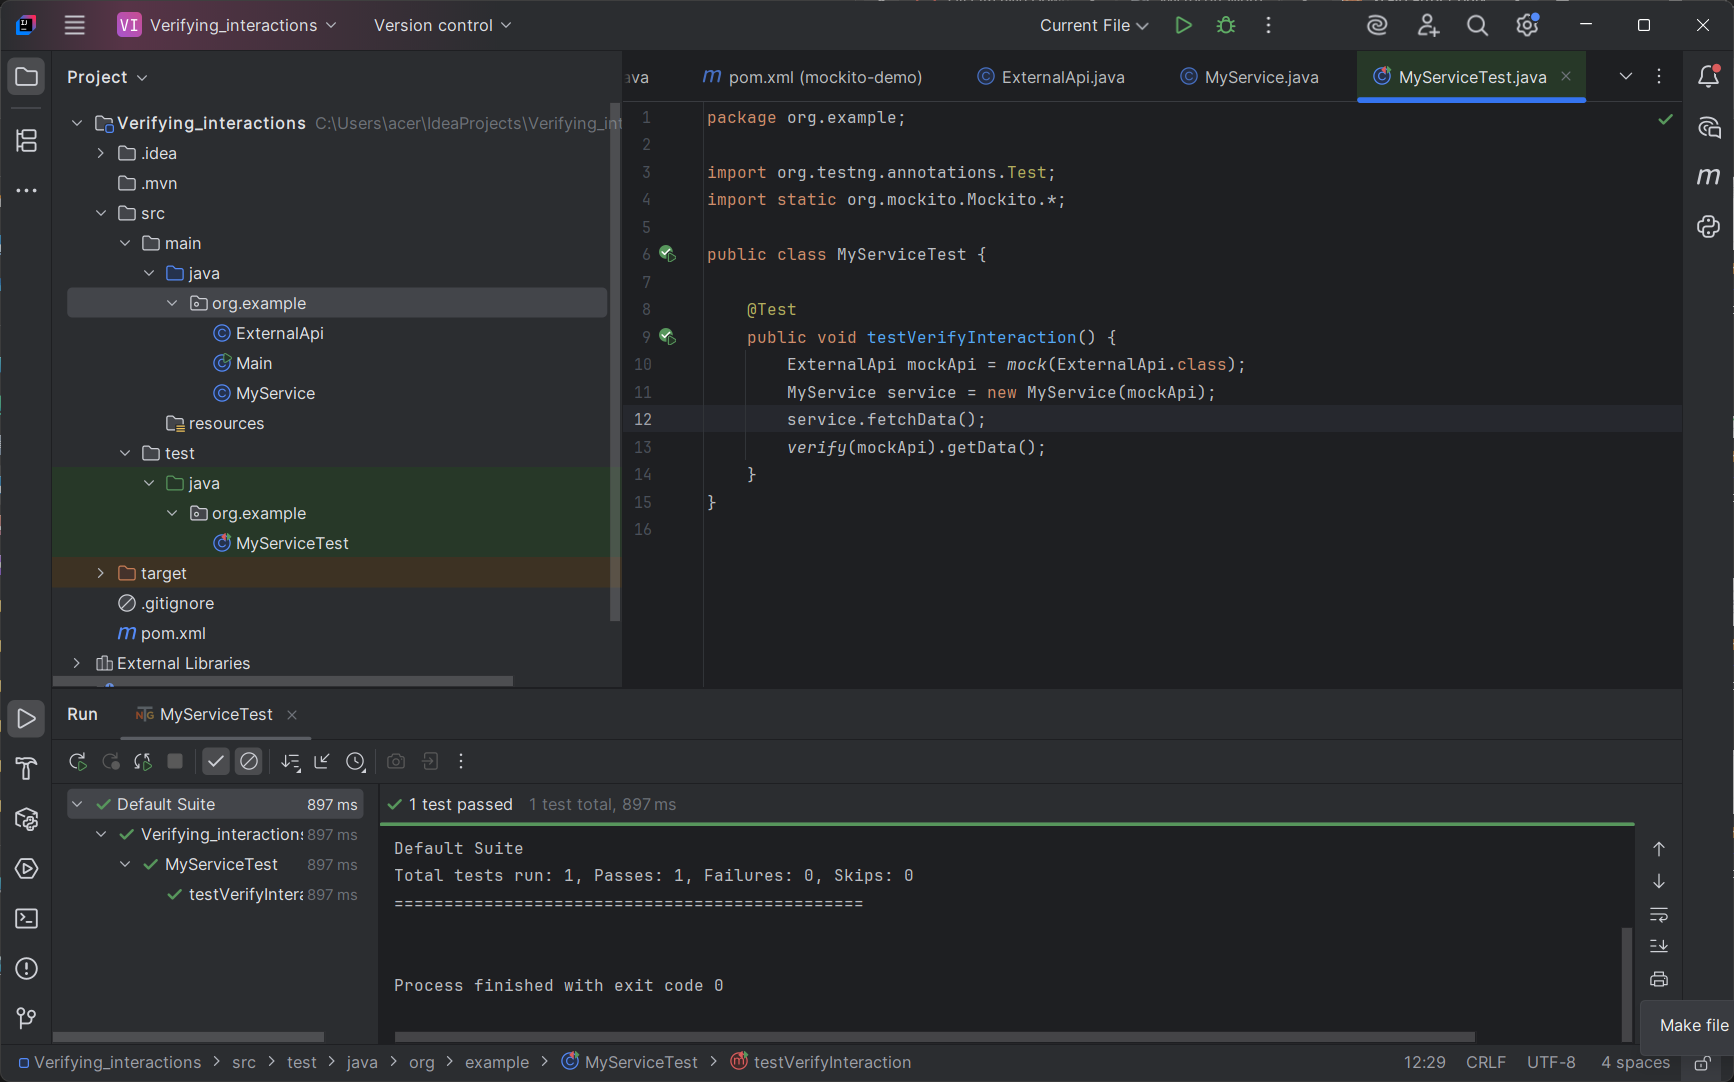 VI Verifying_interactions Version control Current File
Project
ava pom.xml (mockito-demo) ExternalApi.java MyService.java MyServiceTest.java
Verifying_interactions C:\Users\acer\IdeaProjects\Verifying_in
.idea
.mvn
src
main
java
org.example
ExternalApi
Main
MyService
resources
test
java
org.example
MyServiceTest
target
.gitignore
pom.xml
External Libraries
1 package org.example;
2
3 import org.testng.annotations.Test;
4 import static org.mockito.Mockito.*;
5
6 public class MyServiceTest {
7
8 @Test
9 public void testVerifyInteraction() {
10 ExternalApi mockApi = mock(ExternalApi.class);
11 MyService service = new MyService(mockApi);
12 service.fetchData();
13 verify(mockApi).getData();
14 }
15 }
16
Run MyServiceTest
Default Suite 897 ms
Verifying_interactions 897 ms
MyServiceTest 897 ms
testVerifyIntera 897 ms
1 test passed 1 test total, 897 ms
Default Suite
Total tests run: 1, Passes: 1, Failures: 0, Skips: 0
===============================================
Process finished with exit code 0
Make file
Verifying_interactions > src > test > java > org > example > MyServiceTest > testVerifyInteraction 12:29 CRLF UTF-8 4 spaces